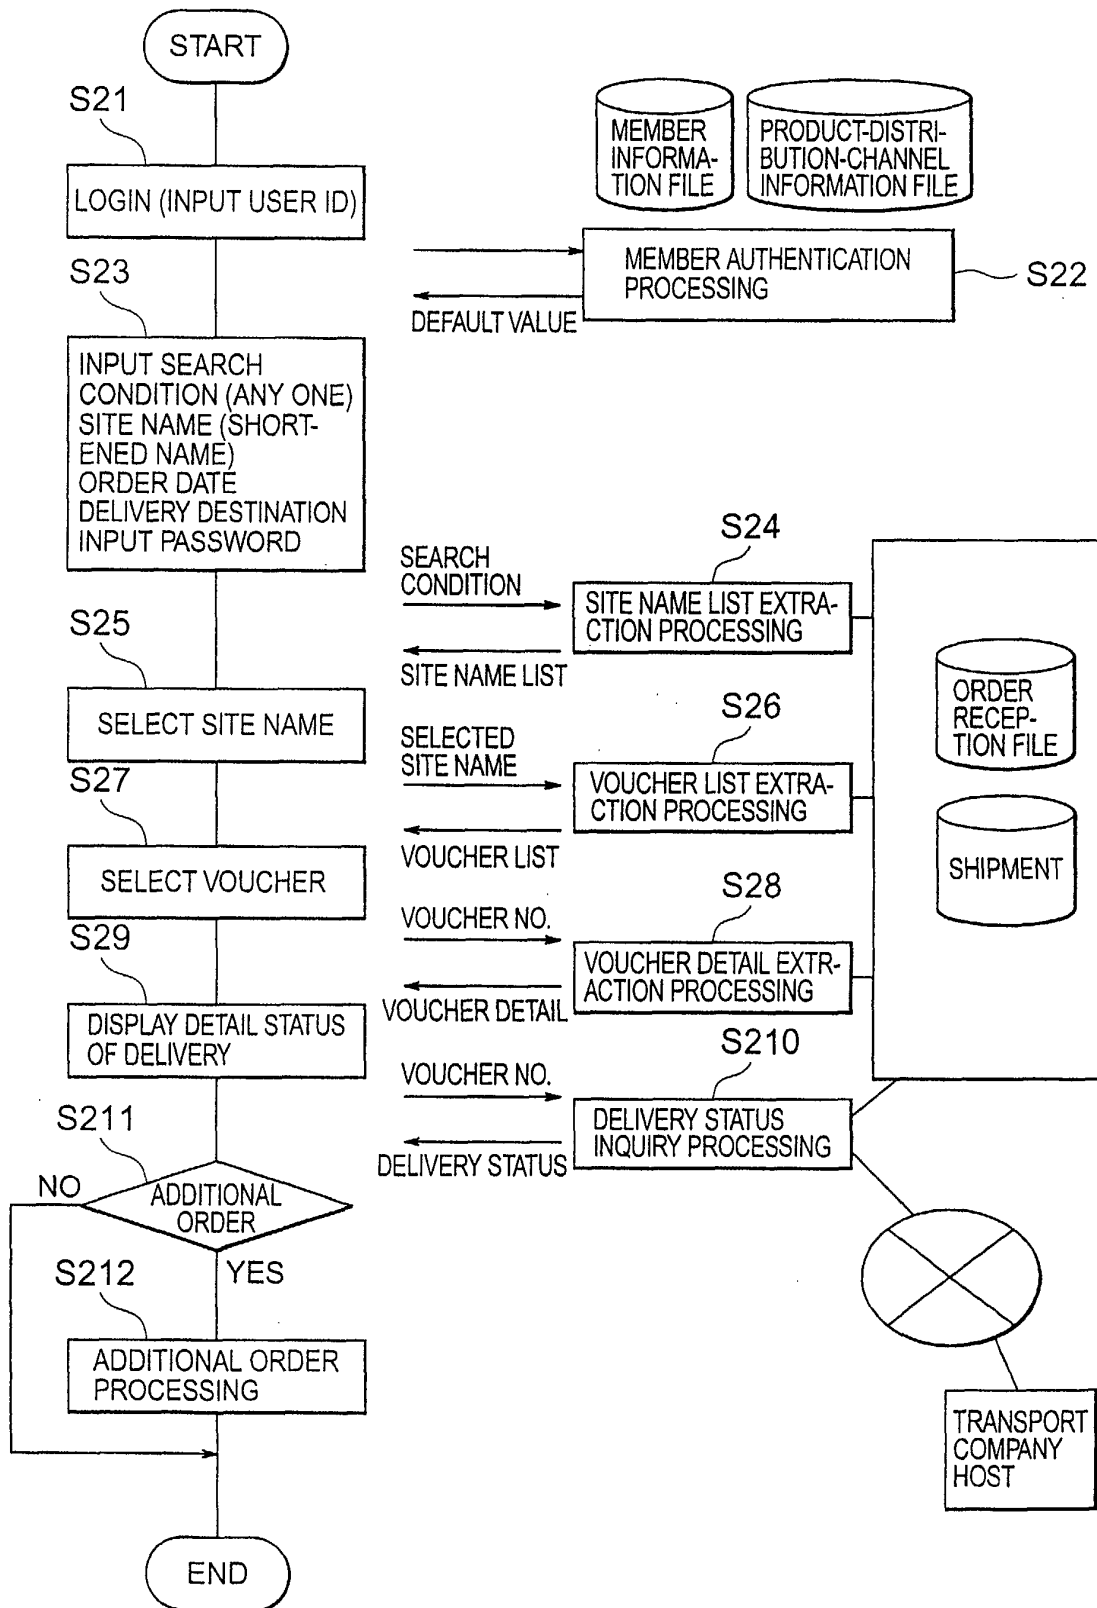 START
S21
LOGIN (INPUT USER ID)
MEMBER
INFORMA-
TION FILE
PRODUCT-DISTRI-
BUTION-CHANNEL
INFORMATION FILE
MEMBER AUTHENTICATION
PROCESSING
S22
DEFAULT VALUE
S23
INPUT SEARCH
CONDITION (ANY ONE)
SITE NAME (SHORT-
ENED NAME)
ORDER DATE
DELIVERY DESTINATION
INPUT PASSWORD
SEARCH
CONDITION
S24
SITE NAME LIST EXTRA-
CTION PROCESSING
SITE NAME LIST
S25
SELECT SITE NAME
SELECTED
SITE NAME
S26
VOUCHER LIST EXTRA-
CTION PROCESSING
VOUCHER LIST
ORDER
RECEP-
TION FILE
SHIPMENT
S27
SELECT VOUCHER
VOUCHER NO.
S28
VOUCHER DETAIL EXTR-
ACTION PROCESSING
VOUCHER DETAIL
S29
DISPLAY DETAIL STATUS
OF DELIVERY
VOUCHER NO.
S210
DELIVERY STATUS
INQUIRY PROCESSING
DELIVERY STATUS
S211
NO
ADDITIONAL
ORDER
YES
S212
ADDITIONAL ORDER
PROCESSING
TRANSPORT
COMPANY
HOST
END